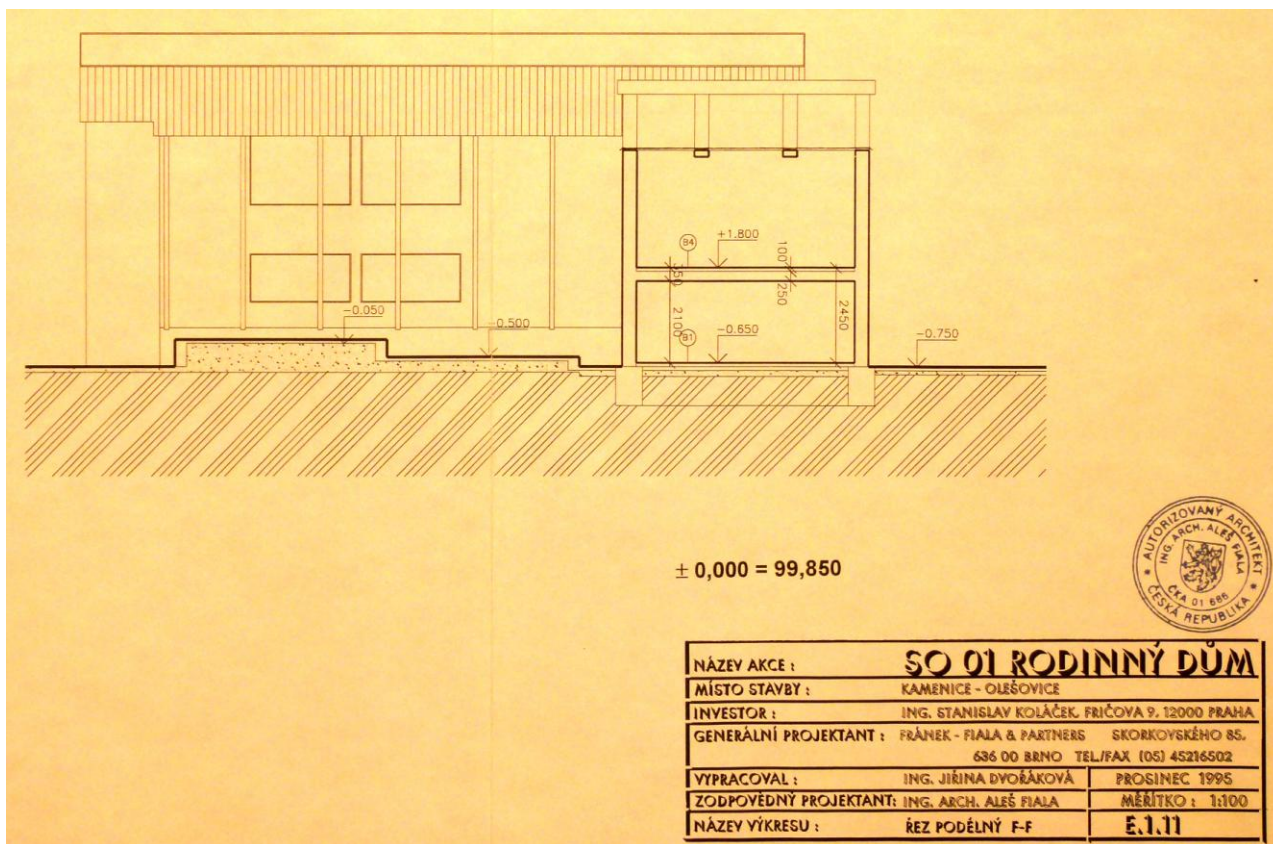 B4
+1.800
100
350
250
-0.050
2100
2450
-0.500
B1
-0.650
-0.750
± 0,000 = 99,850
AUTORIZOVANÝ ARCHITEKT
ING. ARCH. ALEŠ FIALA
ČKA 01 686
ČESKÁ REPUBLIKA
NÁZEV AKCE : SO 01 RODINNÝ DŮM
MÍSTO STAVBY : KAMENICE - OLEŠOVICE
INVESTOR : ING. STANISLAV KOLÁČEK, FRIČOVA 9, 12000 PRAHA
GENERÁLNÍ PROJEKTANT : FRÁNEK - FIALA & PARTNERS SKORKOVSKÉHO 85,
636 00 BRNO TEL/FAX (05) 45216502
VYPRACOVAL : ING. JIŘINA DVOŘÁKOVÁ PROSINEC 1995
ZODPOVĚDNÝ PROJEKTANT: ING. ARCH. ALEŠ FIALA MĚŘÍTKO : 1:100
NÁZEV VÝKRESU : ŘEZ PODÉLNÝ F-F E.1.11